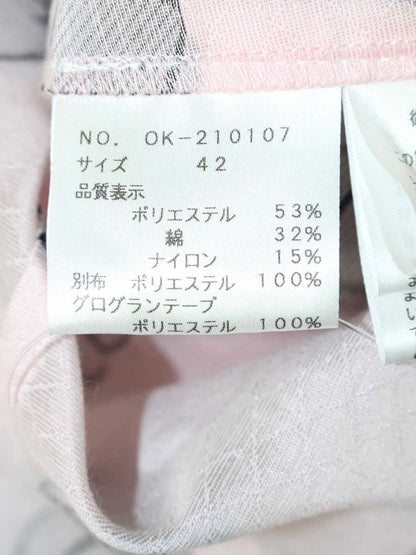 NO. OK-210107
サイズ 42
品質表示
ポリエステル 53%
綿 32%
ナイロン 15%
別布 ポリエステル 100%
グログランテープ
ポリエステル 100%